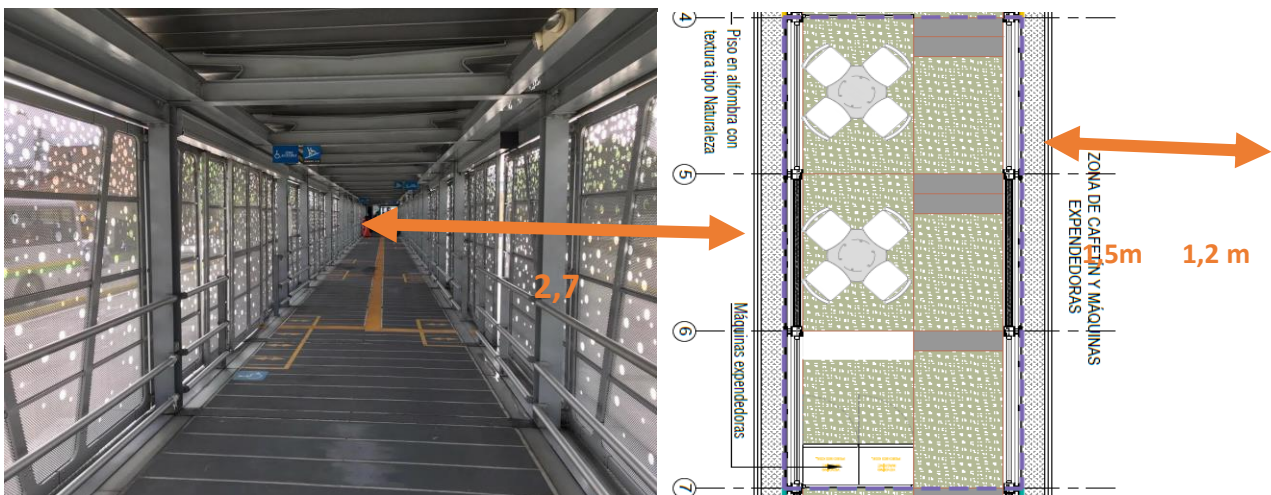 2,7
4
5
6
7
Piso en alfombra con
textura tipo Naturaleza
Máquinas expendedoras
ZONA DE CAFETÍN Y MÁQUINAS
EXPENDEDORAS
1,5m
1,2 m